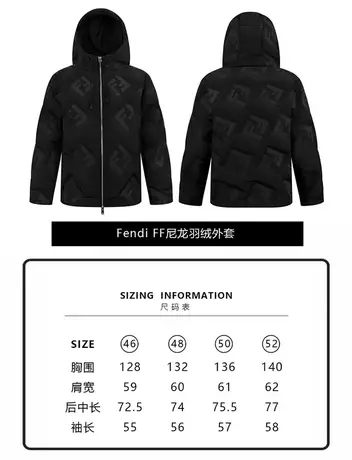 Fendi FF尼龙羽绒外套
SIZING INFORMATION
尺码表
SIZE 46 48 50 52
胸围 128 132 136 140
肩宽 59 60 61 62
后中长 72.5 74 75.5 77
袖长 55 56 57 58